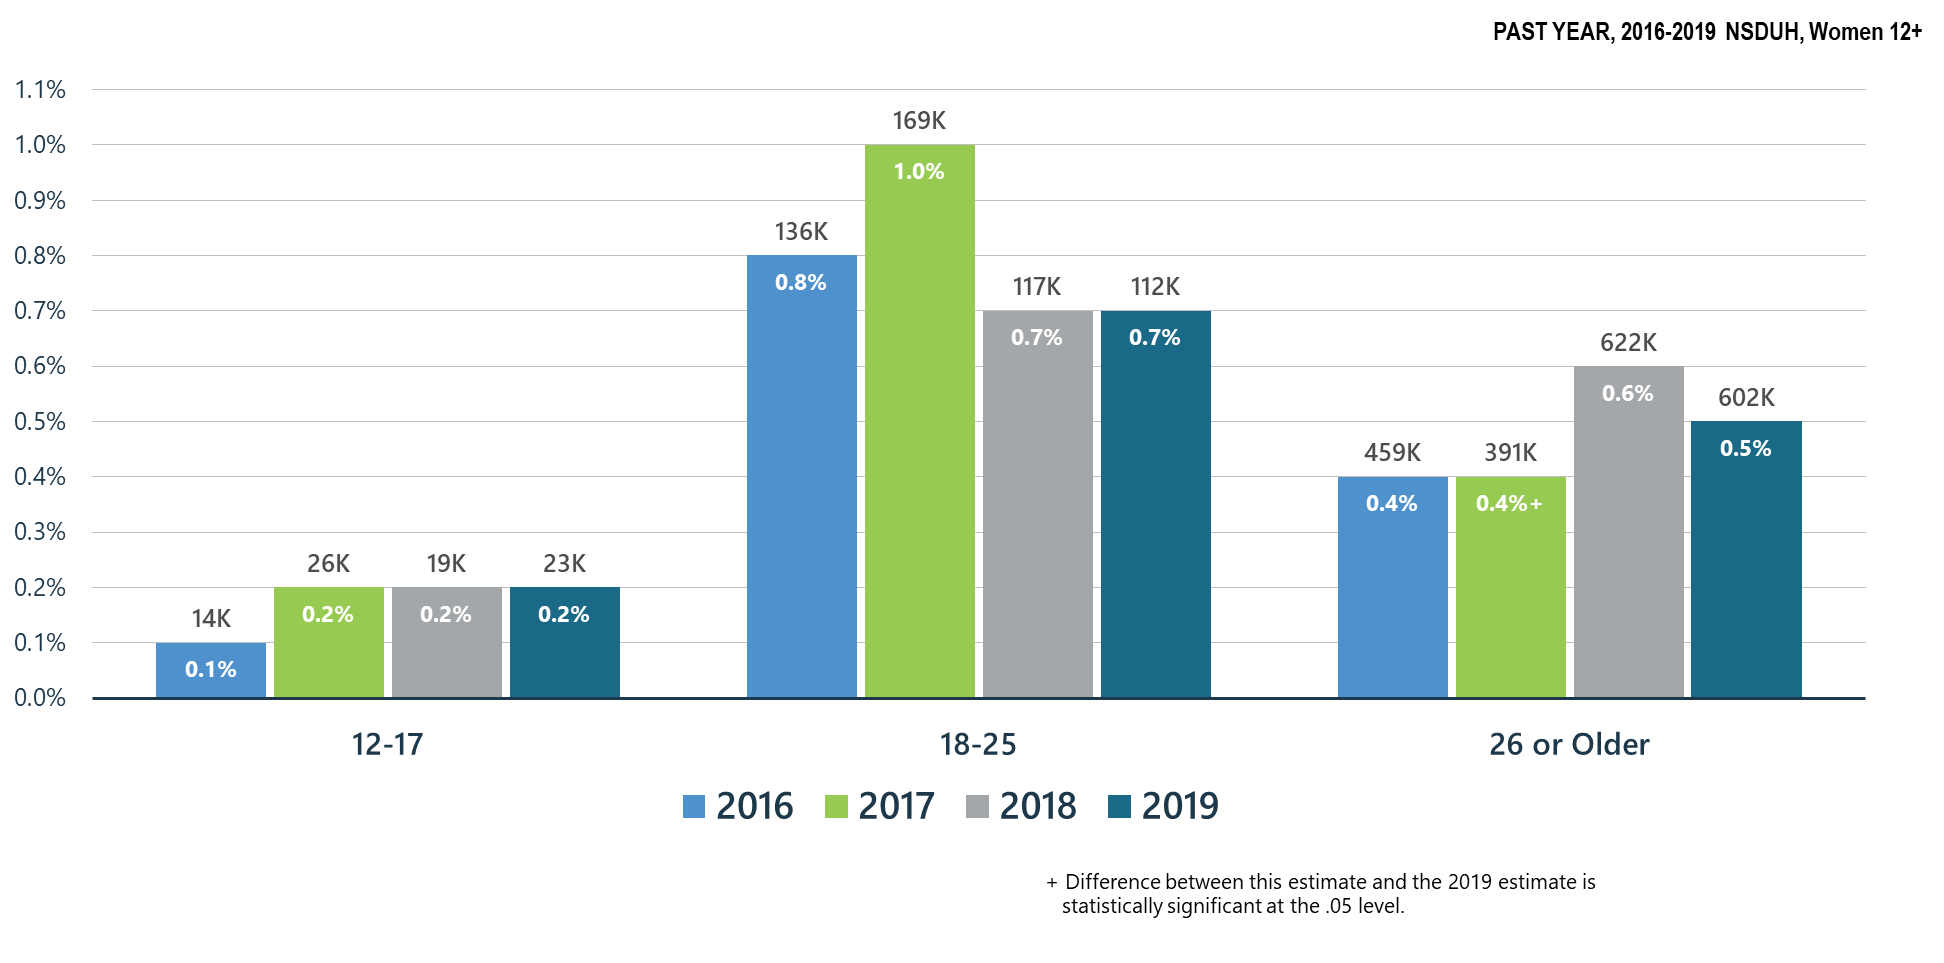 PAST YEAR, 2016-2019 NSDUH, Women 12+
1.1%
1.0%
0.9%
0.8%
0.7%
0.6%
0.5%
0.4%
0.3%
0.2%
0.1%
0.0%
14K
0.1%
26K
0.2%
19K
0.2%
23K
0.2%
136K
0.8%
169K
1.0%
117K
0.7%
112K
0.7%
459K
0.4%
391K
0.4%+
622K
0.6%
602K
0.5%
12-17
18-25
26 or Older
2016 2017 2018 2019
+ Difference between this estimate and the 2019 estimate is
statistically significant at the .05 level.